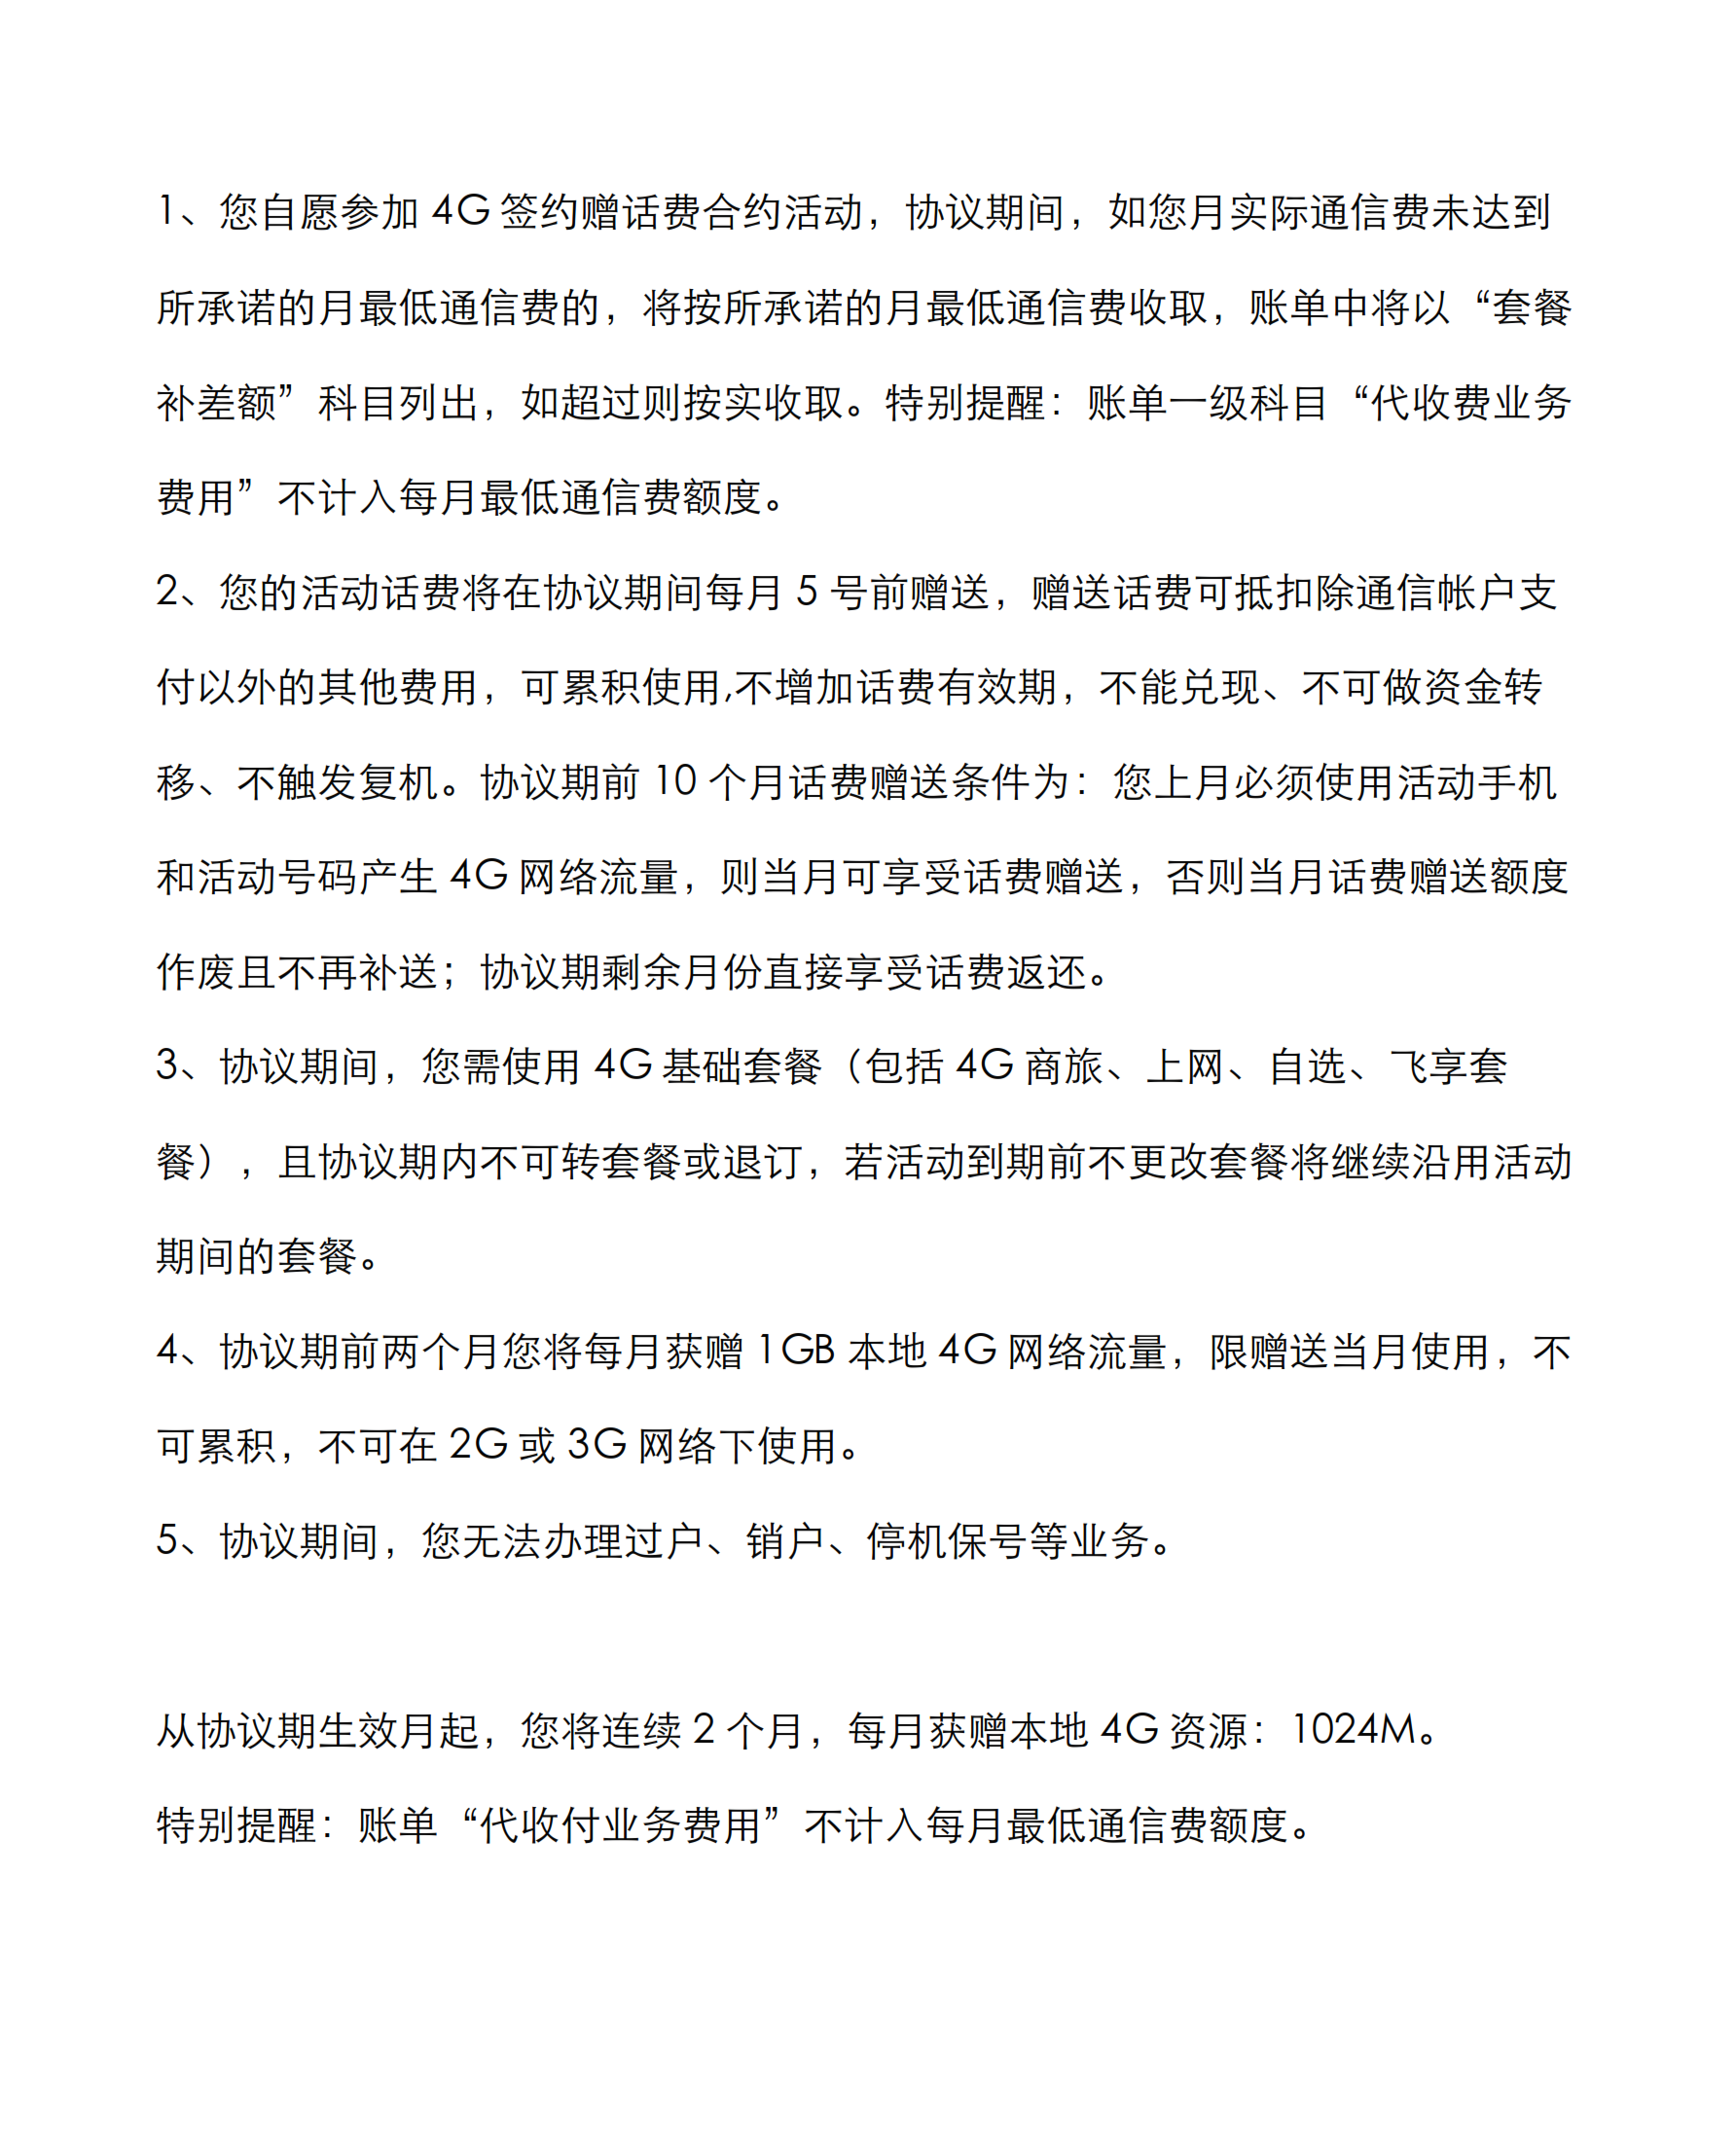 1、您自愿参加 4G 签约赠话费合约活动，协议期间，如您月实际通信费未达到
所承诺的月最低通信费的，将按所承诺的月最低通信费收取，账单中将以“套餐
补差额”科目列出，如超过则按实收取。特别提醒：账单一级科目“代收费业务
费用”不计入每月最低通信费额度。
2、您的活动话费将在协议期间每月 5 号前赠送，赠送话费可抵扣除通信帐户支
付以外的其他费用，可累积使用,不增加话费有效期，不能兑现、不可做资金转
移、不触发复机。协议期前 10 个月话费赠送条件为：您上月必须使用活动手机
和活动号码产生 4G 网络流量，则当月可享受话费赠送，否则当月话费赠送额度
作废且不再补送；协议期剩余月份直接享受话费返还。
3、协议期间，您需使用 4G 基础套餐（包括 4G 商旅、上网、自选、飞享套
餐），且协议期内不可转套餐或退订，若活动到期前不更改套餐将继续沿用活动
期间的套餐。
4、协议期前两个月您将每月获赠 1GB 本地 4G 网络流量，限赠送当月使用，不
可累积，不可在 2G 或 3G 网络下使用。
5、协议期间，您无法办理过户、销户、停机保号等业务。
从协议期生效月起，您将连续 2 个月，每月获赠本地 4G 资源：1024M。
特别提醒：账单“代收付业务费用”不计入每月最低通信费额度。